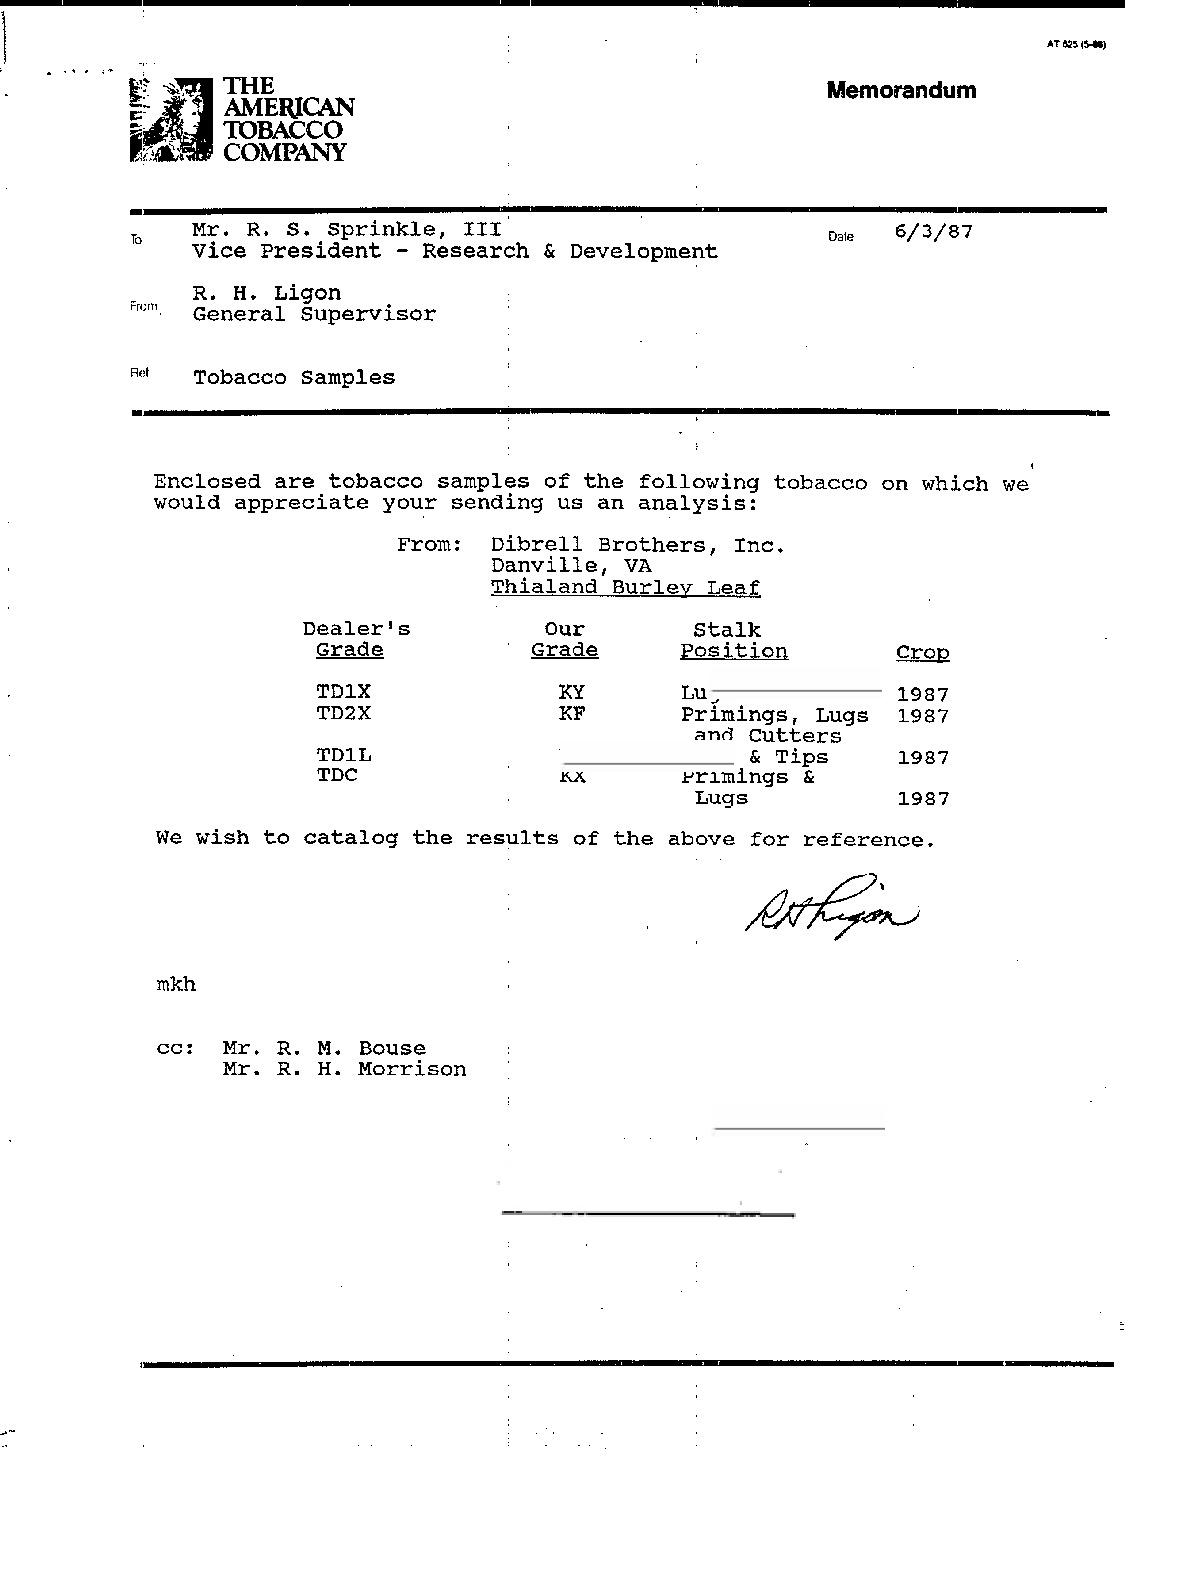 AT 825 (5-86)
THE
AMERICAN
TOBACCO
COMPANY
Memorandum
To Mr. R. S. Sprinkle, III Date 6/3/87
Vice President - Research & Development
From R. H. Ligon
General Supervisor
Ref Tobacco Samples
Enclosed are tobacco samples of the following tobacco on which we
would appreciate your sending us an analysis:
From: Dibrell Brothers, Inc.
Danville, VA
Thialand Burley Leaf
Dealer's Our Stalk
Grade Grade Position Crop
TD1X KY 1987
TD2X KF Primings, Lugs 1987
and Cutters
TD1L & Tips 1987
TDC KX Primings &
Lugs 1987
We wish to catalog the results of the above for reference.
RHLigon
mkh
cc: Mr. R. M. Bouse
Mr. R. H. Morrison